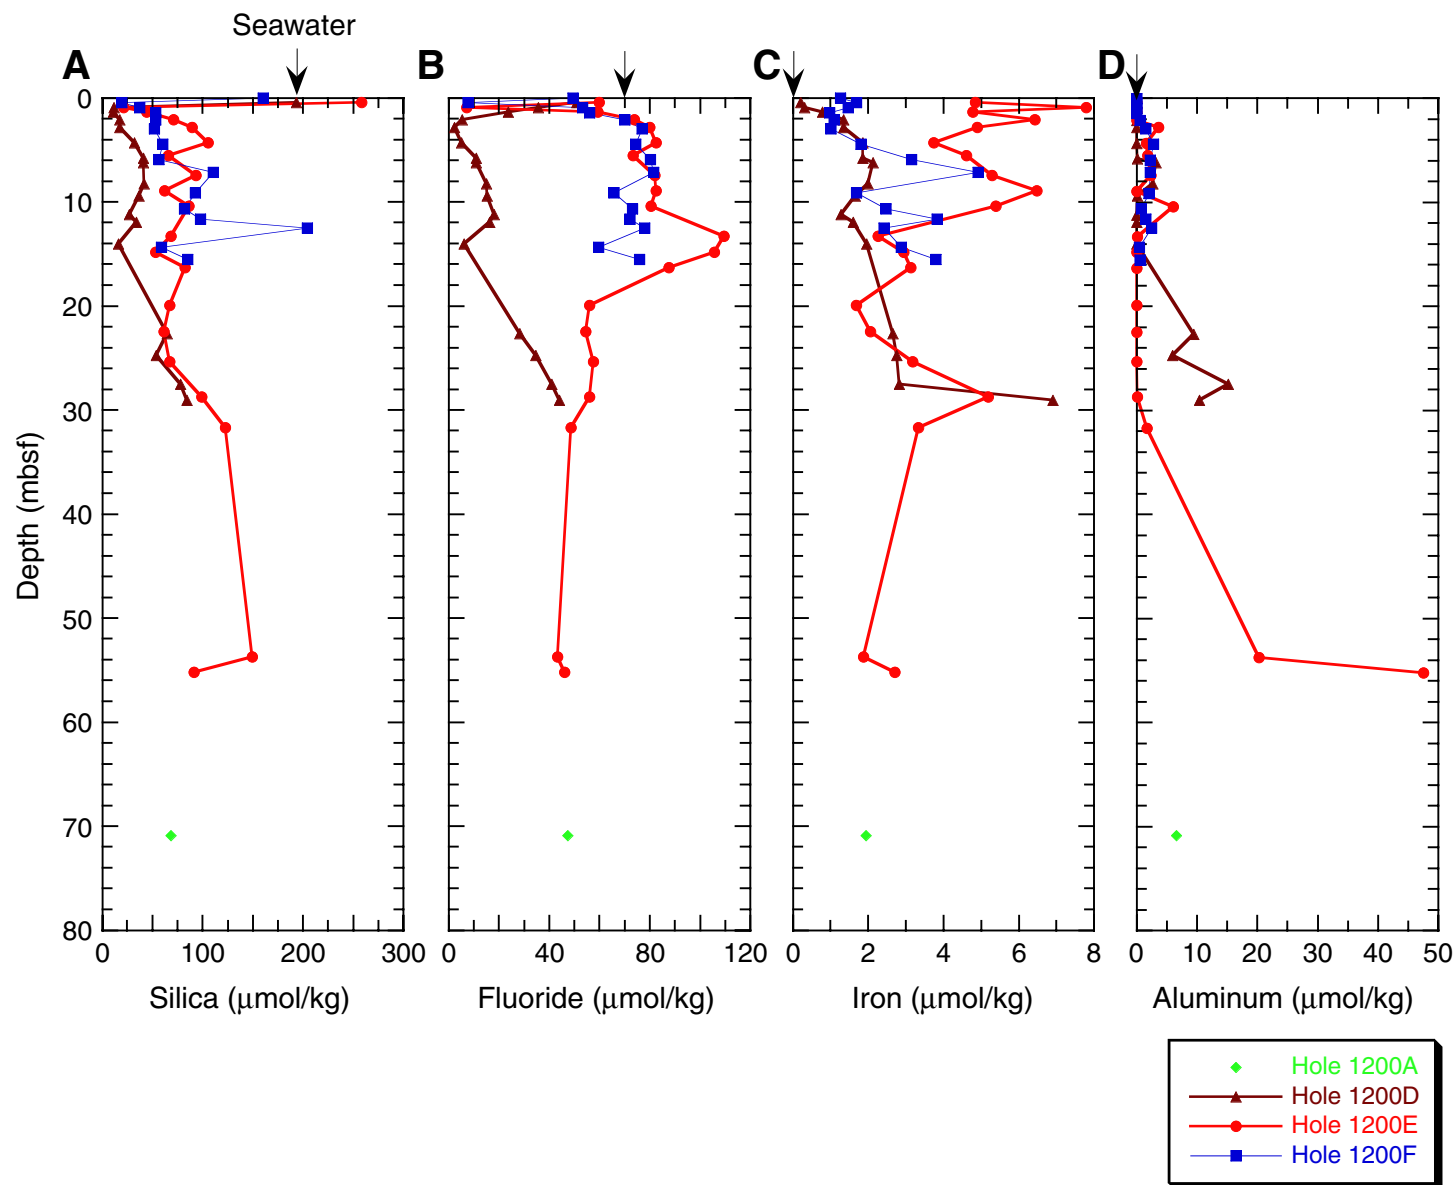 Seawater
A
B
C
D
0
10
20
30
40
50
60
70
80
Depth (mbsf)
0 100 200 300
0 40 80 120
0 2 4 6 8
0 10 20 30 40 50
Silica (μmol/kg)
Fluoride (μmol/kg)
Iron (μmol/kg)
Aluminum (μmol/kg)
Hole 1200A
Hole 1200D
Hole 1200E
Hole 1200F